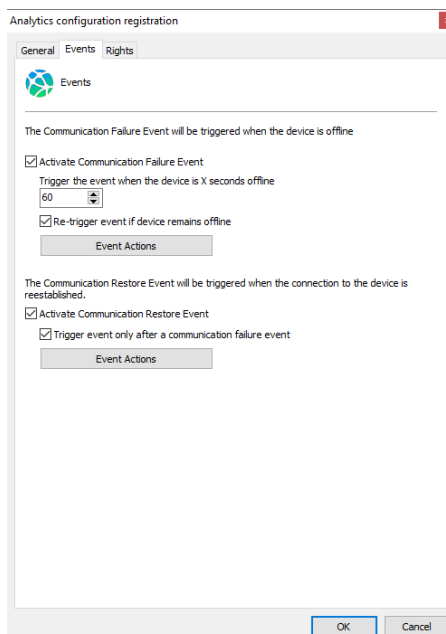 Analytics configuration registration
General Events Rights
Events
The Communication Failure Event will be triggered when the device is offline
Activate Communication Failure Event
Trigger the event when the device is X seconds offline
60
Re-trigger event if device remains offline
Event Actions
The Communication Restore Event will be triggered when the connection to the device is
reestablished.
Activate Communication Restore Event
Trigger event only after a communication failure event
Event Actions
OK Cancel